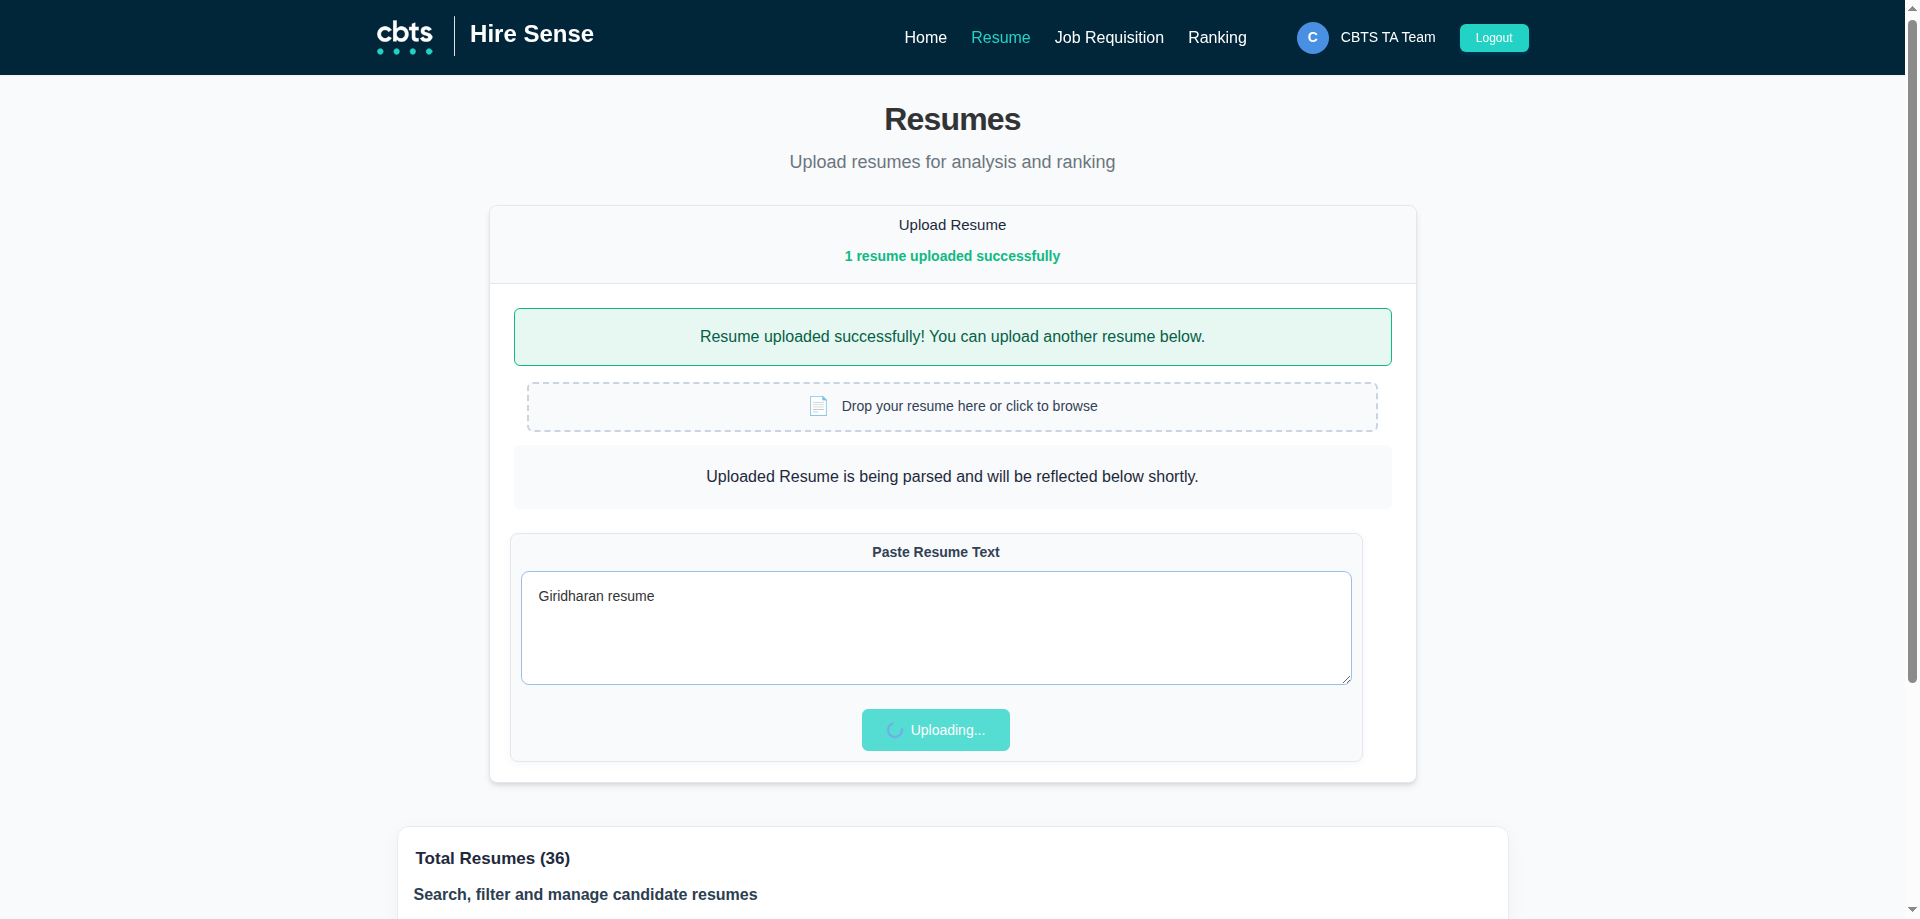 cbts
Hire Sense
Home
Resume
Job Requisition
Ranking
C
CBTS TA Team
Logout
Resumes
Upload resumes for analysis and ranking
Upload Resume
1 resume uploaded successfully
Resume uploaded successfully! You can upload another resume below.
Drop your resume here or click to browse
Uploaded Resume is being parsed and will be reflected below shortly.
Paste Resume Text
Giridharan resume
Uploading...
Total Resumes (36)
Search, filter and manage candidate resumes